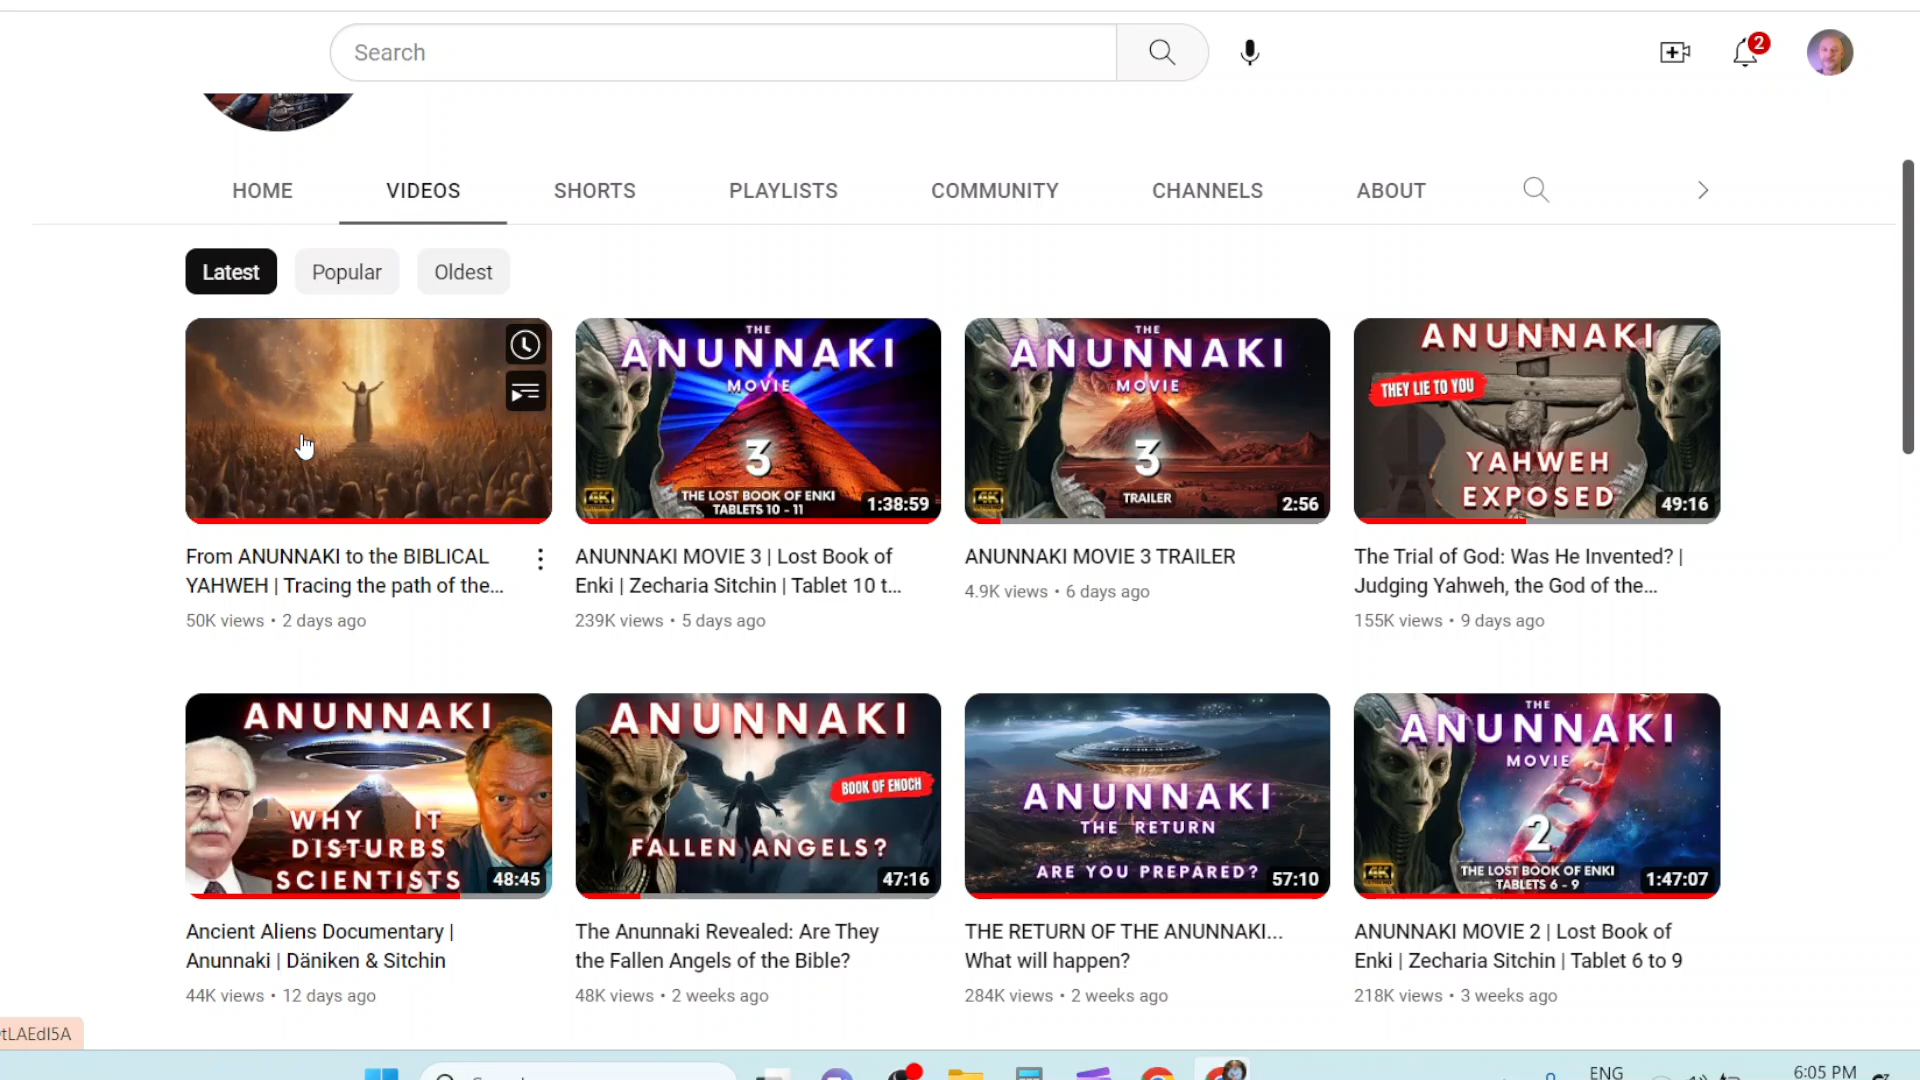 Search
2
HOME VIDEOS SHORTS PLAYLISTS COMMUNITY CHANNELS ABOUT
Latest Popular Oldest
THE
ANUNNAKI
MOVIE
3
4K
THE LOST BOOK OF ENKI
TABLETS 10 - 11
1:38:59
THE
ANUNNAKI
MOVIE
3
4K
TRAILER
2:56
ANUNNAKI
THEY LIE TO YOU
YAHWEH
EXPOSED
49:16
From ANUNNAKI to the BIBLICAL
YAHWEH | Tracing the path of the...
50K views • 2 days ago
ANUNNAKI MOVIE 3 | Lost Book of
Enki | Zecharia Sitchin | Tablet 10 t...
239K views • 5 days ago
ANUNNAKI MOVIE 3 TRAILER
4.9K views • 6 days ago
The Trial of God: Was He Invented? |
Judging Yahweh, the God of the...
155K views • 9 days ago
ANUNNAKI
WHY IT
DISTURBS
SCIENTISTS
48:45
ANUNNAKI
BOOK OF ENOCH
FALLEN ANGELS?
47:16
ANUNNAKI
THE RETURN
ARE YOU PREPARED?
57:10
THE
ANUNNAKI
MOVIE
2
4K
THE LOST BOOK OF ENKI
TABLETS 6 - 9
1:47:07
Ancient Aliens Documentary |
Anunnaki | Däniken & Sitchin
44K views • 12 days ago
The Anunnaki Revealed: Are They
the Fallen Angels of the Bible?
48K views • 2 weeks ago
THE RETURN OF THE ANUNNAKI...
What will happen?
284K views • 2 weeks ago
ANUNNAKI MOVIE 2 | Lost Book of
Enki | Zecharia Sitchin | Tablet 6 to 9
218K views • 3 weeks ago
ENG
6:05 PM